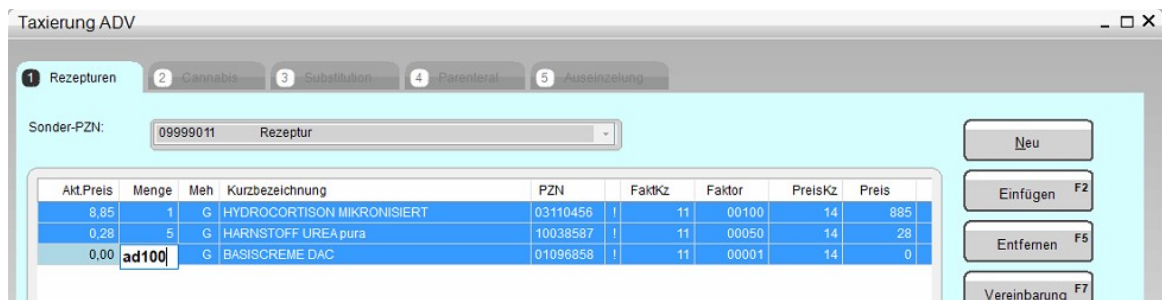 Taxierung ADV
1 Rezepturen 2 Cannabis 3 Substitution 4 Parenteral 5 Auseinzelung
Sonder-PZN: 09999011 Rezeptur
Neu
Akt.Preis Menge Meh Kurzbezeichnung PZN FaktKz Faktor PreisKz Preis
Einfügen F2
8,85 1 G HYDROCORTISON MIKRONISIERT 03110456 ! 11 00100 14 885
0,28 5 G HARNSTOFF UREA pura 10038587 ! 11 00050 14 28
Entfernen F5
0,00 ad100 G BASISCREME DAC 01096858 ! 11 00001 14 0
Vereinbarung F7